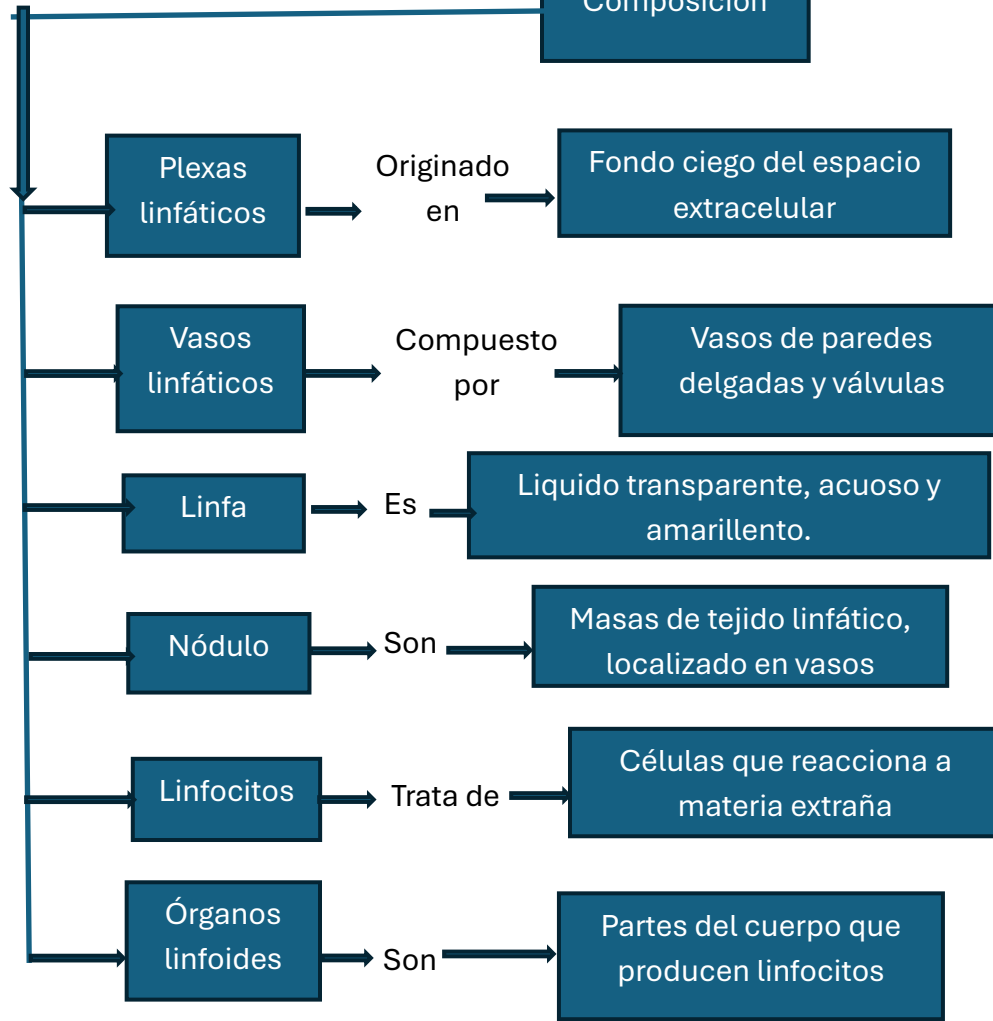 Composición
Plexas
linfáticos
Originado
en
Fondo ciego del espacio
extracelular
Vasos
linfáticos
Compuesto
por
Vasos de paredes
delgadas y válvulas
Linfa
Es
Liquido transparente, acuoso y
amarillento.
Nódulo
Son
Masas de tejido linfático,
localizado en vasos
Linfocitos
Trata de
Células que reacciona a
materia extraña
Órganos
linfoides
Son
Partes del cuerpo que
producen linfocitos